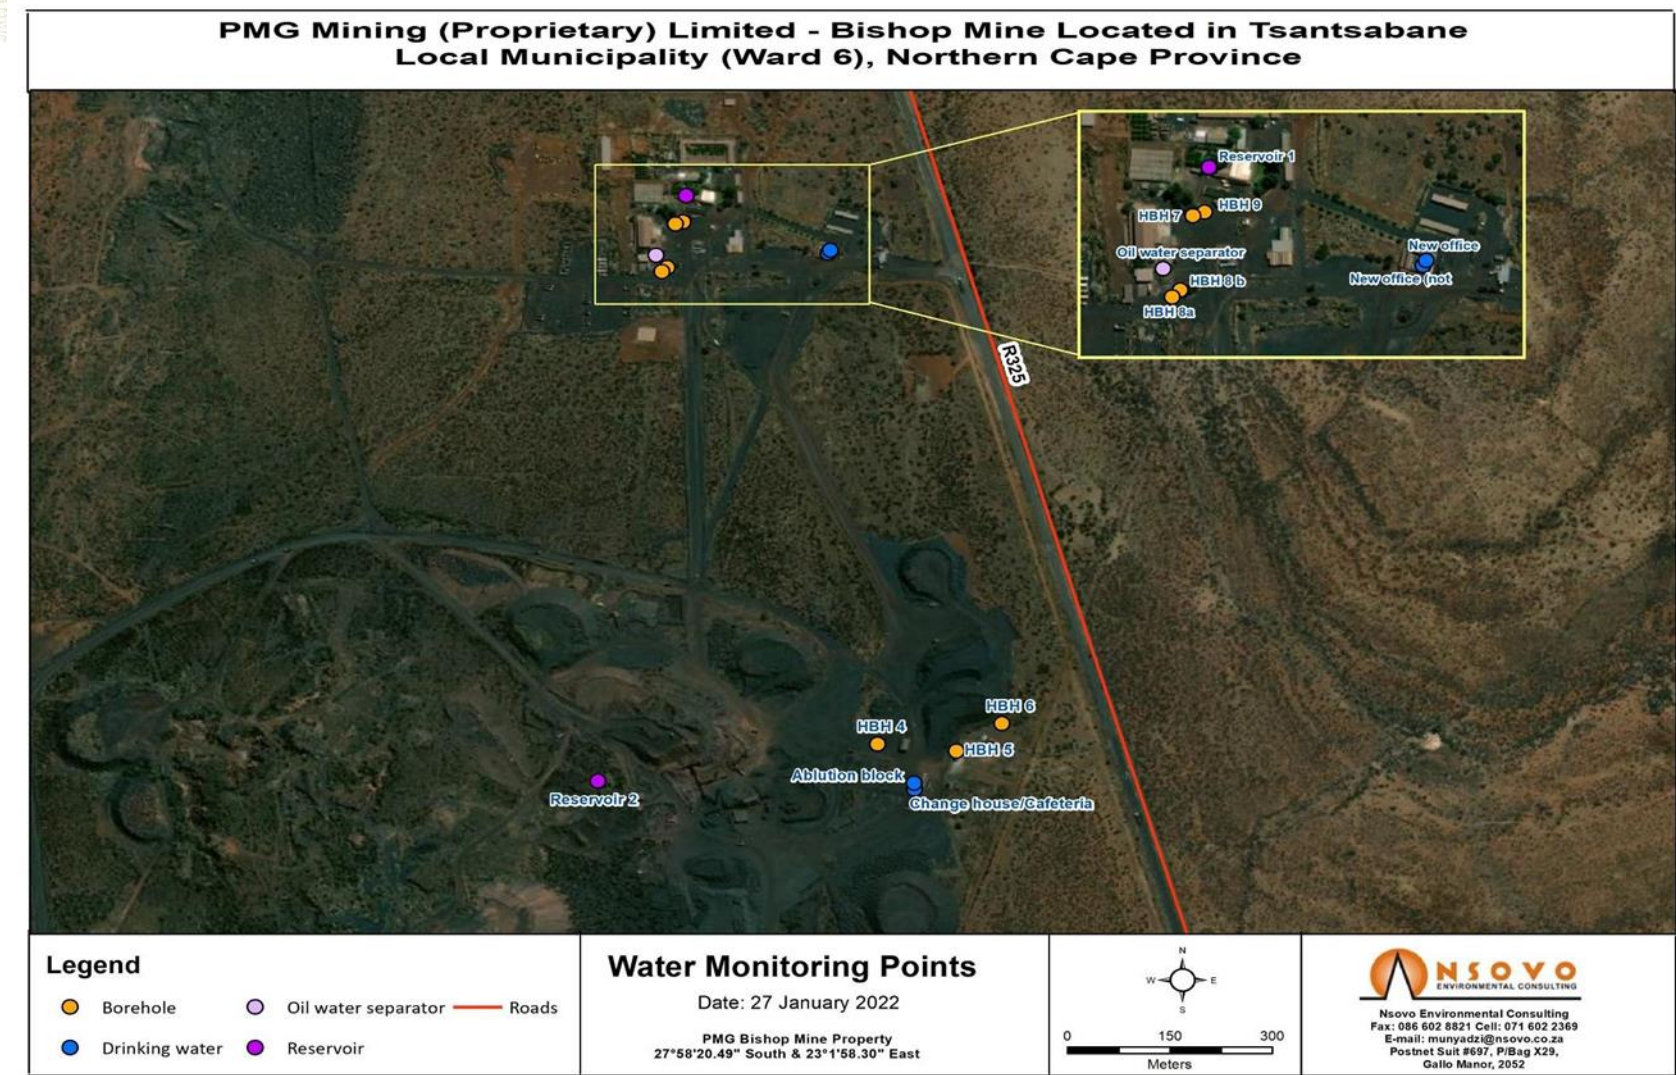 PMG Mining (Proprietary) Limited - Bishop Mine Located in Tsantsabane
Local Municipality (Ward 6), Northern Cape Province
Reservoir 1
HBH 7
HBH 9
Oil water separator
HBH 8 b
HBH 8a
New office
New office (not
R325
HBH 6
HBH 4
HBH 5
Ablution block
Change house/Cafeteria
Reservoir 2
Legend
Borehole
Oil water separator
Roads
Drinking water
Reservoir
Water Monitoring Points
Date: 27 January 2022
PMG Bishop Mine Property
27°58'20.49" South & 23°1'58.30" East
N
W E
S
0 150 300
Meters
NSOVO
ENVIRONMENTAL CONSULTING
Nsovo Environmental Consulting
Fax: 086 602 8821 Cell: 071 602 2369
E-mail: munyadzi@nsovo.co.za
Postnet Suit #697, P/Bag X29,
Gallo Manor, 2052